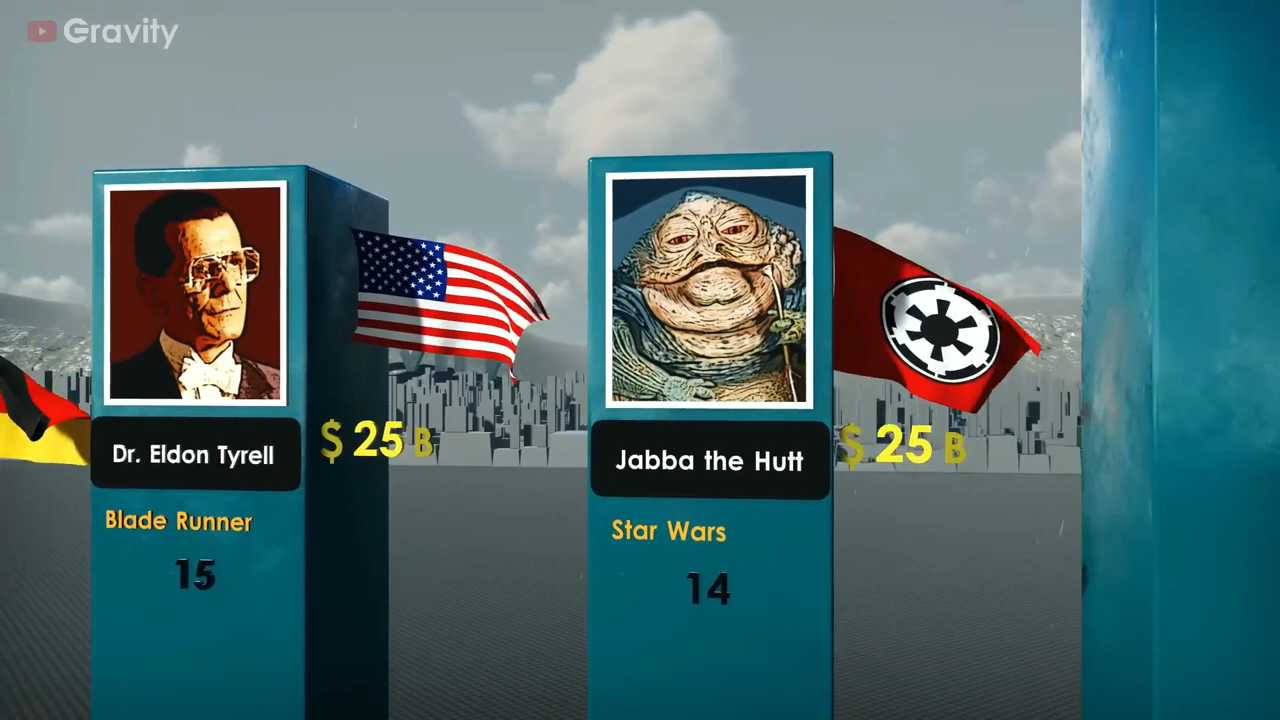 Gravity
Dr. Eldon Tyrell
$ 25 B
Blade Runner
15
Jabba the Hutt
$ 25 B
Star Wars
14